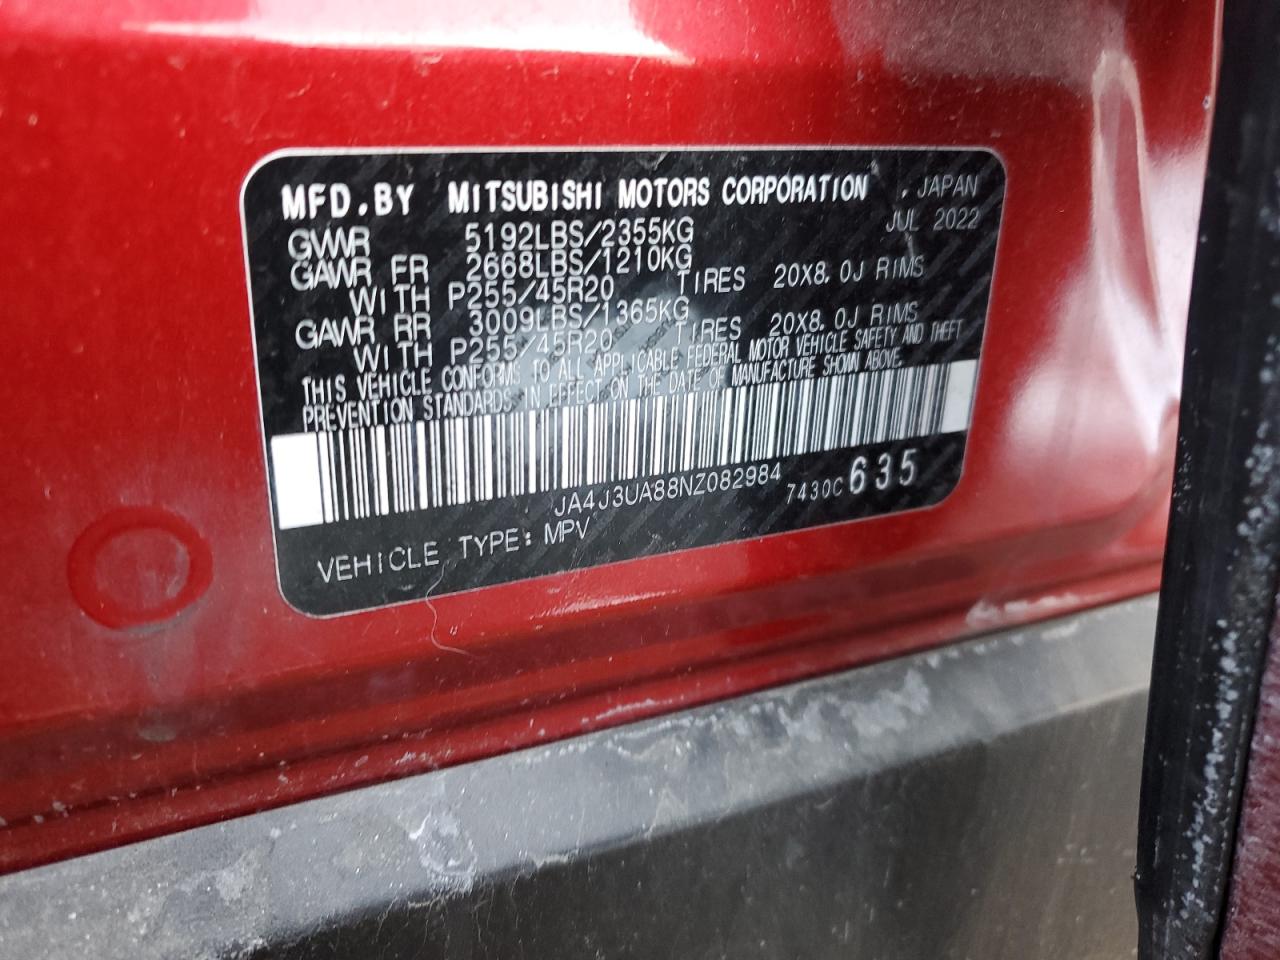 MFD.BY MITSUBISHI MOTORS CORPORATION . JAPAN
GVWR 5192LBS/2355KG JUL 2022
GAWR FR 2668LBS/1210KG
WITH P255/45R20 TIRES 20X8.0J RIMS
GAWR RR 3009LBS/1365KG
WITH P255/45R20 TIRES 20X8.0J RIMS
THIS VEHICLE CONFORMS TO ALL APPLICABLE FEDERAL MOTOR VEHICLE SAFETY AND THEFT
PREVENTION STANDARDS IN EFFECT ON THE DATE OF MANUFACTURE SHOWN ABOVE.
JA4J3UA88NZ082984 7430C 635
VEHICLE TYPE: MPV